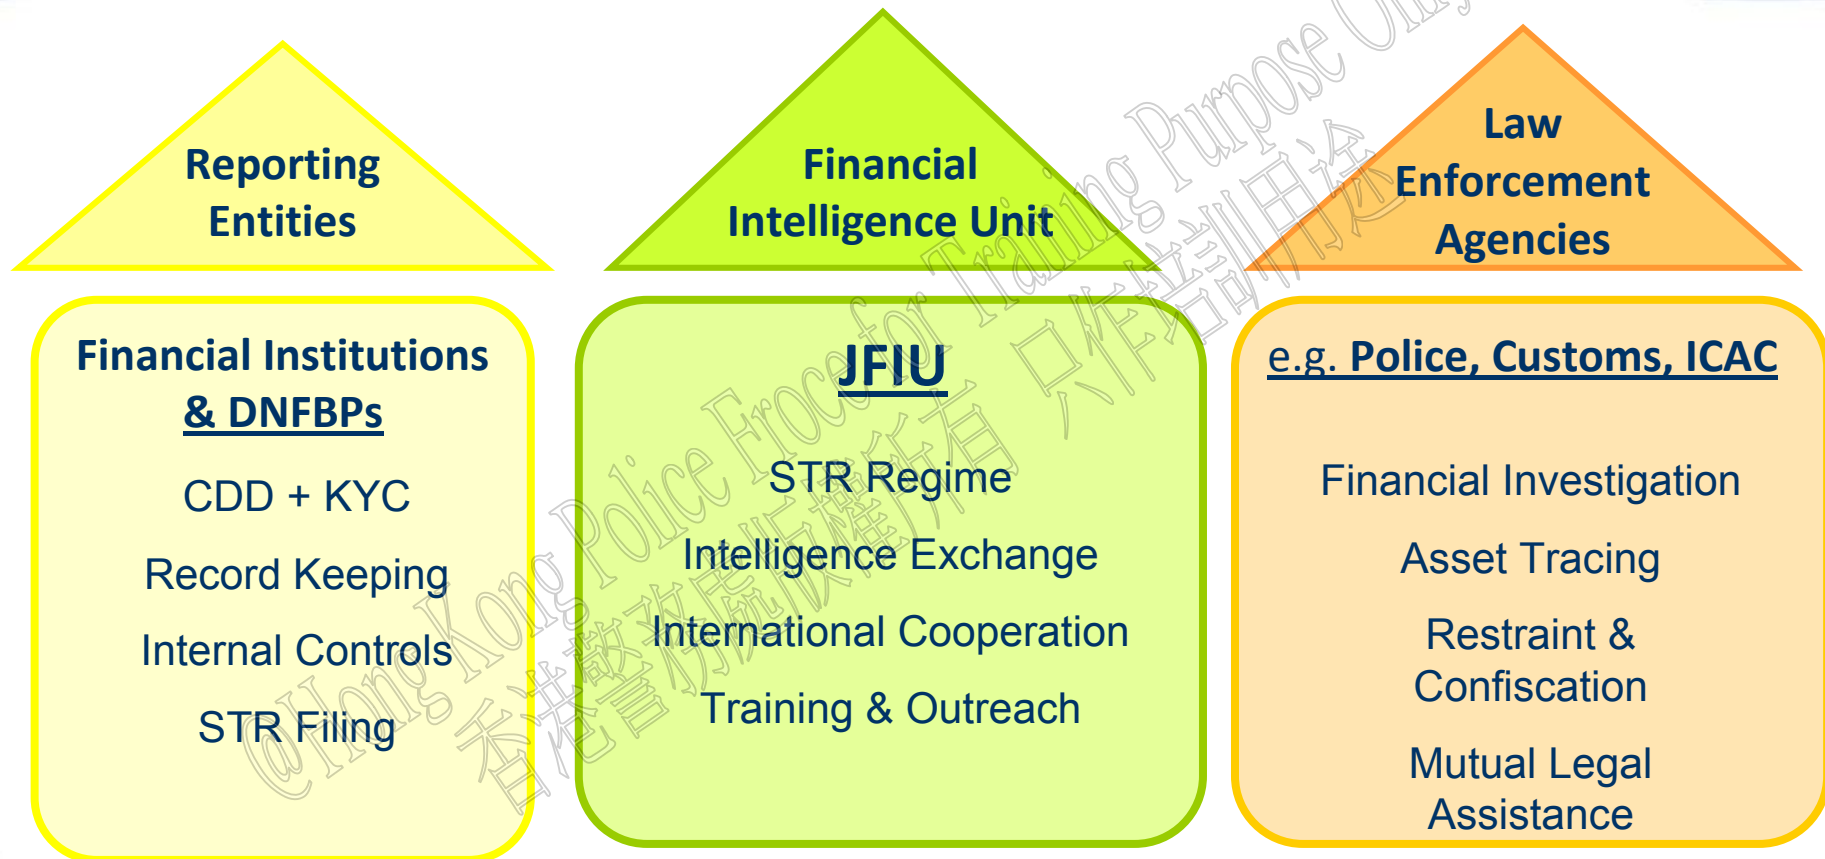 Reporting
Entities
Financial
Intelligence Unit
Law
Enforcement
Agencies
Financial Institutions
& DNFBPs
CDD + KYC
Record Keeping
Internal Controls
STR Filing
JFIU
STR Regime
Intelligence Exchange
International Cooperation
Training & Outreach
e.g. Police, Customs, ICAC
Financial Investigation
Asset Tracing
Restraint &
Confiscation
Mutual Legal
Assistance
@Hong Kong Police Froce for Training Purpose Only
香港警務處版權所有 只作培訓用途